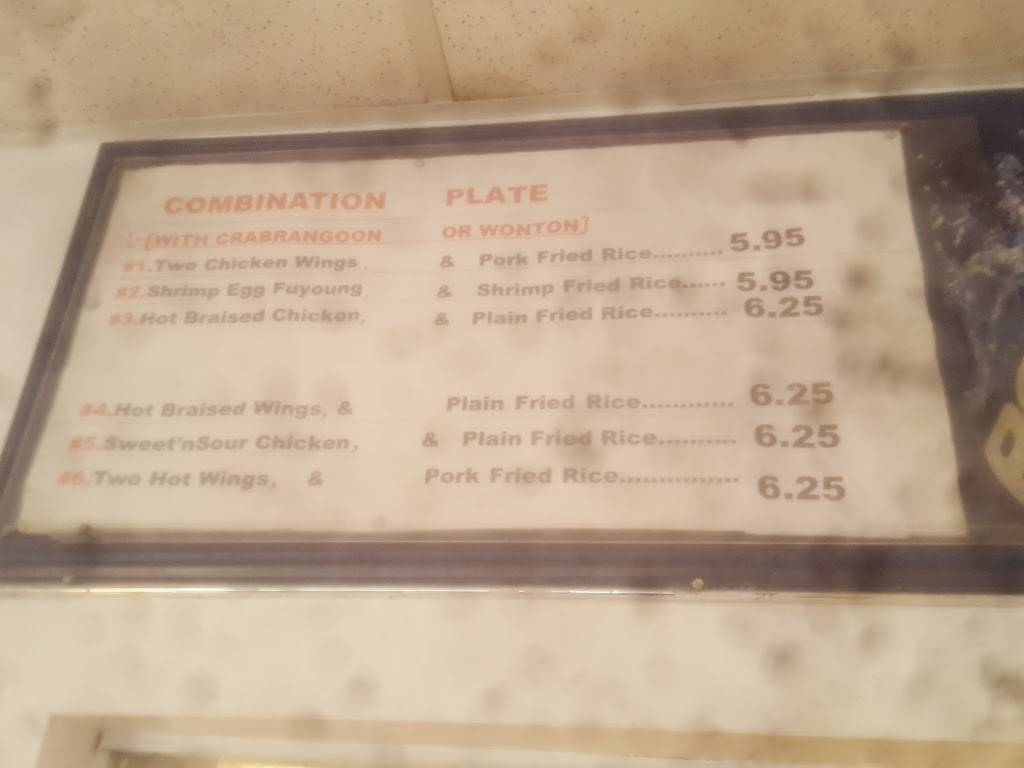 COMBINATION PLATE
(WITH CRABRANGOON OR WONTON]
#1.Two Chicken Wings & Pork Fried Rice.......... 5.95
#2.Shrimp Egg Fuyoung & Shrimp Fried Rice....... 5.95
#3.Hot Braised Chicken, & Plain Fried Rice.......... 6.25
#4.Hot Braised Wings, & Plain Fried Rice............. 6.25
#5.Sweet'nSour Chicken, & Plain Fried Rice.......... 6.25
#6.Two Hot Wings, & Pork Fried Rice................ 6.25